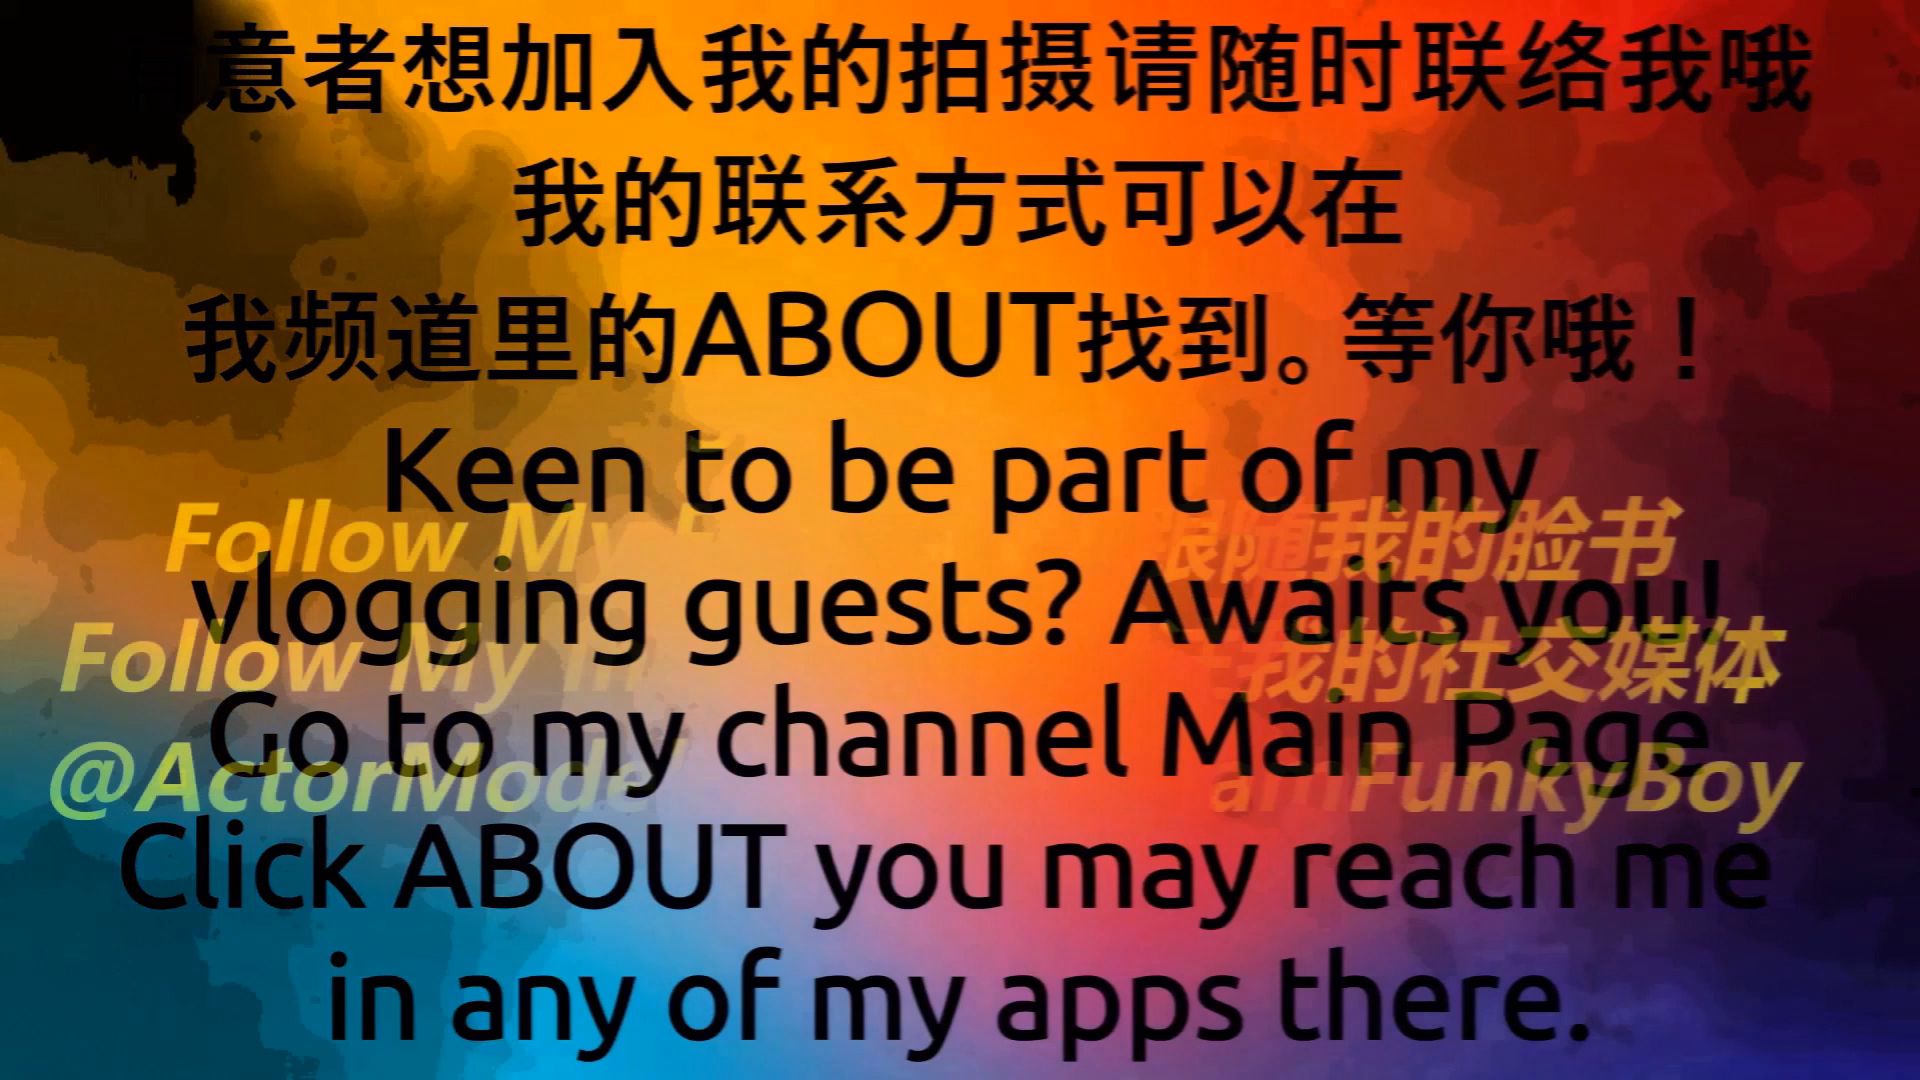 有意者想加入我的拍摄请随时联络我哦
我的联系方式可以在
我频道里的ABOUT找到。等你哦！
Keen to be part of my
Follow My
跟随我的脸书
vlogging guests? Awaits you!
Follow My
我的社交媒体
Go to my channel Main Page
@ActorMode
amFunkyBoy
Click ABOUT you may reach me
in any of my apps there.